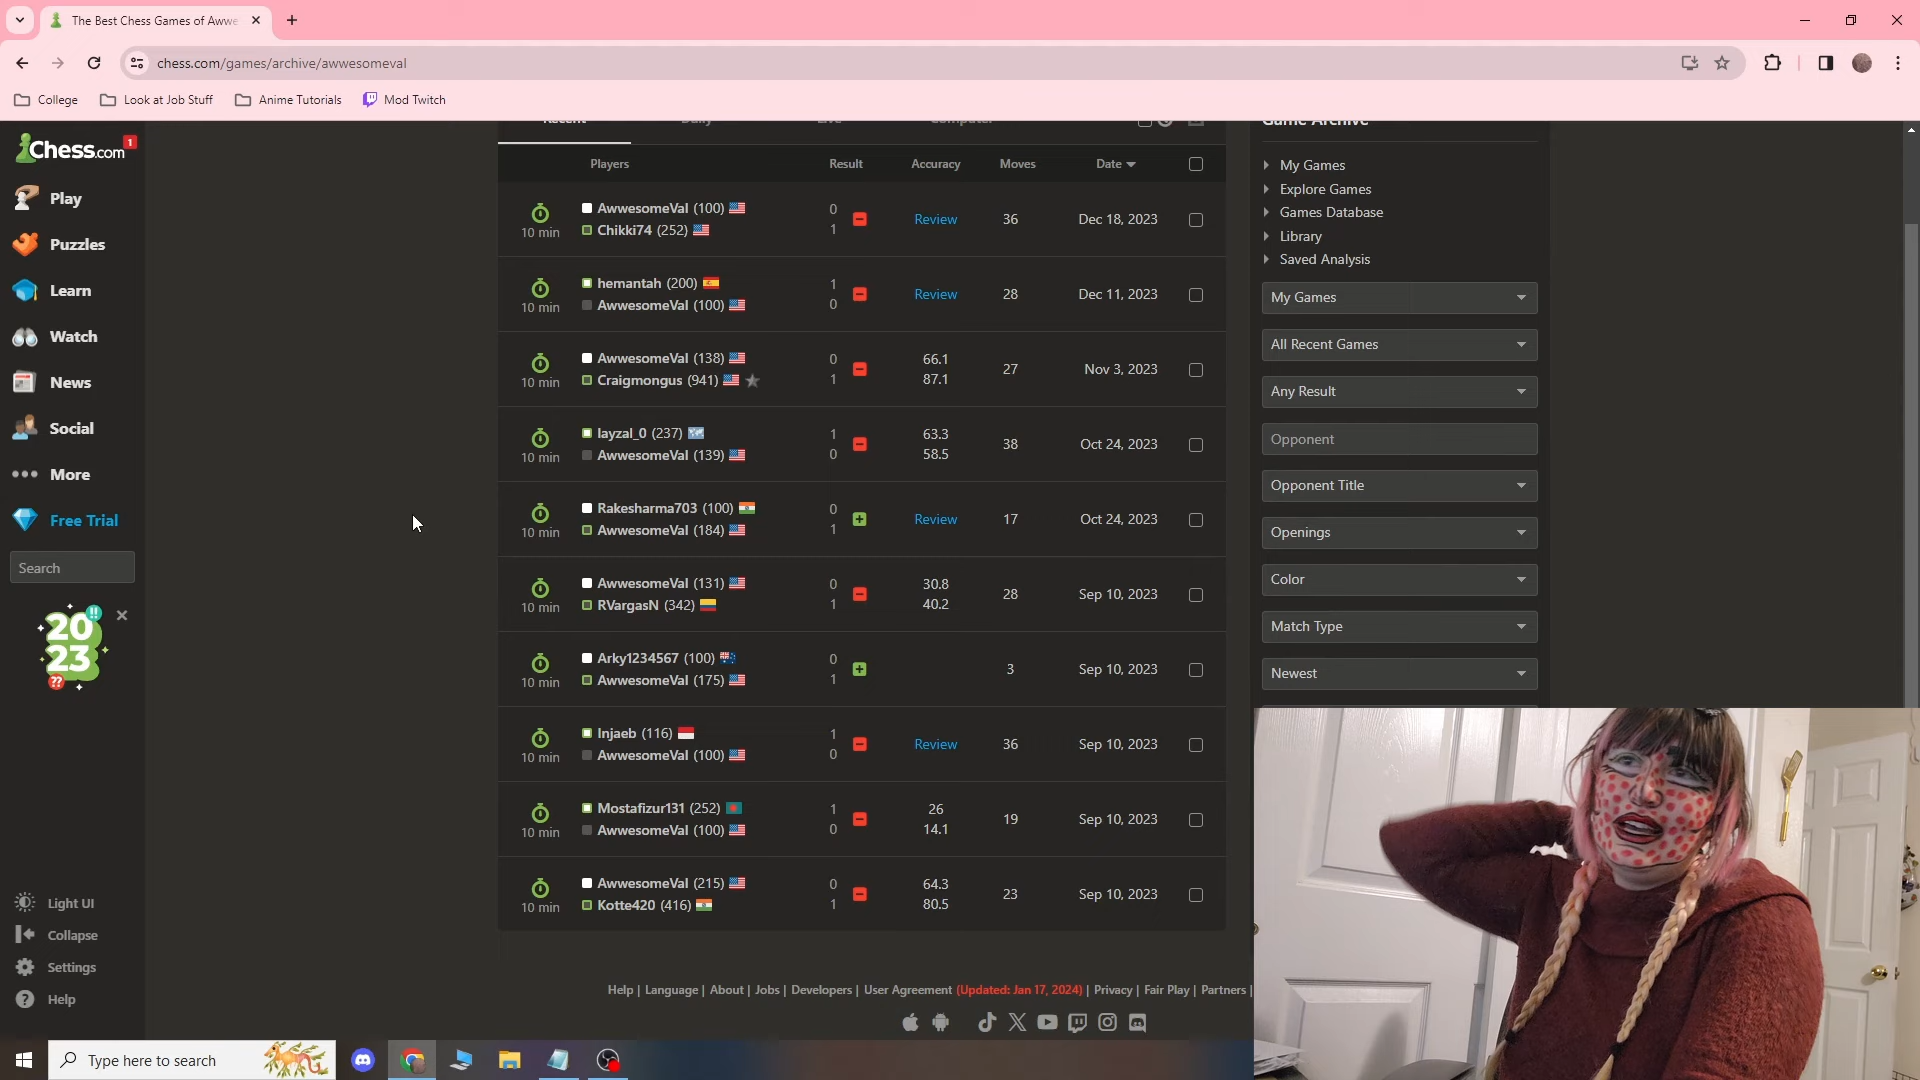 The Best Chess Games of Awwe
chess.com/games/archive/awwesomeval
College
Look at Job Stuff
Anime Tutorials
Mod Twitch
Chess.com
1
Play
Puzzles
Learn
Watch
News
Social
More
Free Trial
Search
20
23
!!
??
Light UI
Collapse
Settings
Help
Recent
Daily
Live
Computer
Players Result Accuracy Moves Date
10 min
AwwesomeVal (100) 0 Review 36 Dec 18, 2023
Chikki74 (252) 1
10 min
hemantah (200) 1 Review 28 Dec 11, 2023
AwwesomeVal (100) 0
10 min
AwwesomeVal (138) 0 66.1 27 Nov 3, 2023
Craigmongus (941) 1 87.1
10 min
layzal_0 (237) 1 63.3 38 Oct 24, 2023
AwwesomeVal (139) 0 58.5
10 min
Rakesharma703 (100) 0 Review 17 Oct 24, 2023
AwwesomeVal (184) 1
10 min
AwwesomeVal (131) 0 30.8 28 Sep 10, 2023
RVargasN (342) 1 40.2
10 min
Arky1234567 (100) 0 3 Sep 10, 2023
AwwesomeVal (175) 1
10 min
Injaeb (116) 1 Review 36 Sep 10, 2023
AwwesomeVal (100) 0
10 min
Mostafizur131 (252) 1 26 19 Sep 10, 2023
AwwesomeVal (100) 0 14.1
10 min
AwwesomeVal (215) 0 64.3 23 Sep 10, 2023
Kotte420 (416) 1 80.5
10 min
Game Archive
My Games
Explore Games
Games Database
Library
Saved Analysis
My Games
All Recent Games
Any Result
Opponent
Opponent Title
Openings
Color
Match Type
Newest
Help | Language | About | Jobs | Developers | User Agreement (Updated: Jan 17, 2024) | Privacy | Fair Play | Partners |
Type here to search